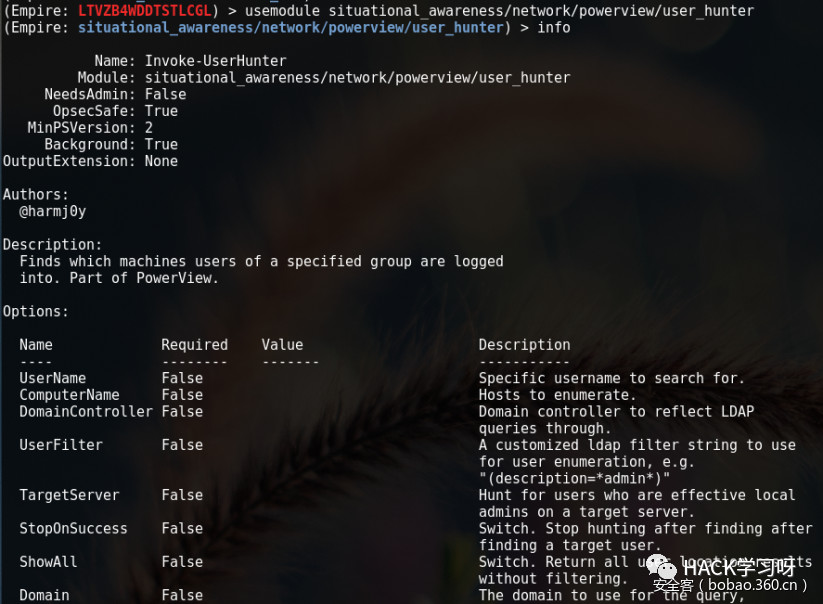 (Empire: LTVZB4WDDTSTLCGL) > usemodule situational_awareness/network/powerview/user_hunter
(Empire: situational_awareness/network/powerview/user_hunter) > info
Name: Invoke-UserHunter
Module: situational_awareness/network/powerview/user_hunter
NeedsAdmin: False
OpsecSafe: True
MinPSVersion: 2
Background: True
OutputExtension: None
Authors:
@harmj0y
Description:
Finds which machines users of a specified group are logged
into. Part of PowerView.
Options:
Name Required Value Description
---- -------- ------- -----------
UserName False Specific username to search for.
ComputerName False Hosts to enumerate.
DomainController False Domain controller to reflect LDAP
queries through.
UserFilter False A customized ldap filter string to use
for user enumeration, e.g.
"(description=*admin*)"
TargetServer False Hunt for users who are effective local
admins on a target server.
StopOnSuccess False Switch. Stop hunting after finding after
finding a target user.
ShowAll False Switch. Return all user location results
without filtering.
Domain False The domain to use for the query,
HACK学习呀
安全客（bobao.360.cn）